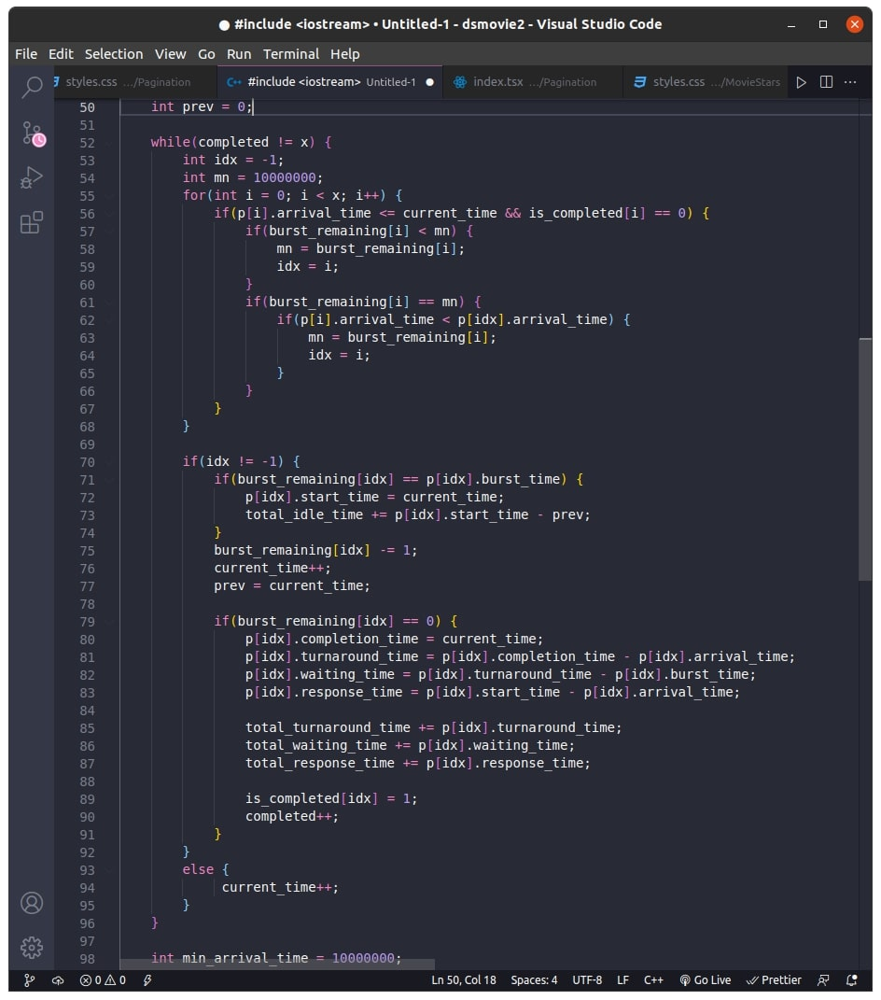 ● #include <iostream> • Untitled-1 - dsmovie2 - Visual Studio Code
File Edit Selection View Go Run Terminal Help
styles.css .../Pagination #include <iostream> Untitled-1 ● index.tsx .../Pagination styles.css .../MovieStars
50 int prev = 0;
51
52 while(completed != x) {
53 int idx = -1;
54 int mn = 10000000;
55 for(int i = 0; i < x; i++) {
56 if(p[i].arrival_time <= current_time && is_completed[i] == 0) {
57 if(burst_remaining[i] < mn) {
58 mn = burst_remaining[i];
59 idx = i;
60 }
61 if(burst_remaining[i] == mn) {
62 if(p[i].arrival_time < p[idx].arrival_time) {
63 mn = burst_remaining[i];
64 idx = i;
65 }
66 }
67 }
68 }
69
70 if(idx != -1) {
71 if(burst_remaining[idx] == p[idx].burst_time) {
72 p[idx].start_time = current_time;
73 total_idle_time += p[idx].start_time - prev;
74 }
75 burst_remaining[idx] -= 1;
76 current_time++;
77 prev = current_time;
78
79 if(burst_remaining[idx] == 0) {
80 p[idx].completion_time = current_time;
81 p[idx].turnaround_time = p[idx].completion_time - p[idx].arrival_time;
82 p[idx].waiting_time = p[idx].turnaround_time - p[idx].burst_time;
83 p[idx].response_time = p[idx].start_time - p[idx].arrival_time;
84
85 total_turnaround_time += p[idx].turnaround_time;
86 total_waiting_time += p[idx].waiting_time;
87 total_response_time += p[idx].response_time;
88
89 is_completed[idx] = 1;
90 completed++;
91 }
92 }
93 else {
94 current_time++;
95 }
96 }
97
98 int min_arrival_time = 10000000;
0 0 Ln 50, Col 18 Spaces: 4 UTF-8 LF C++ Go Live Prettier